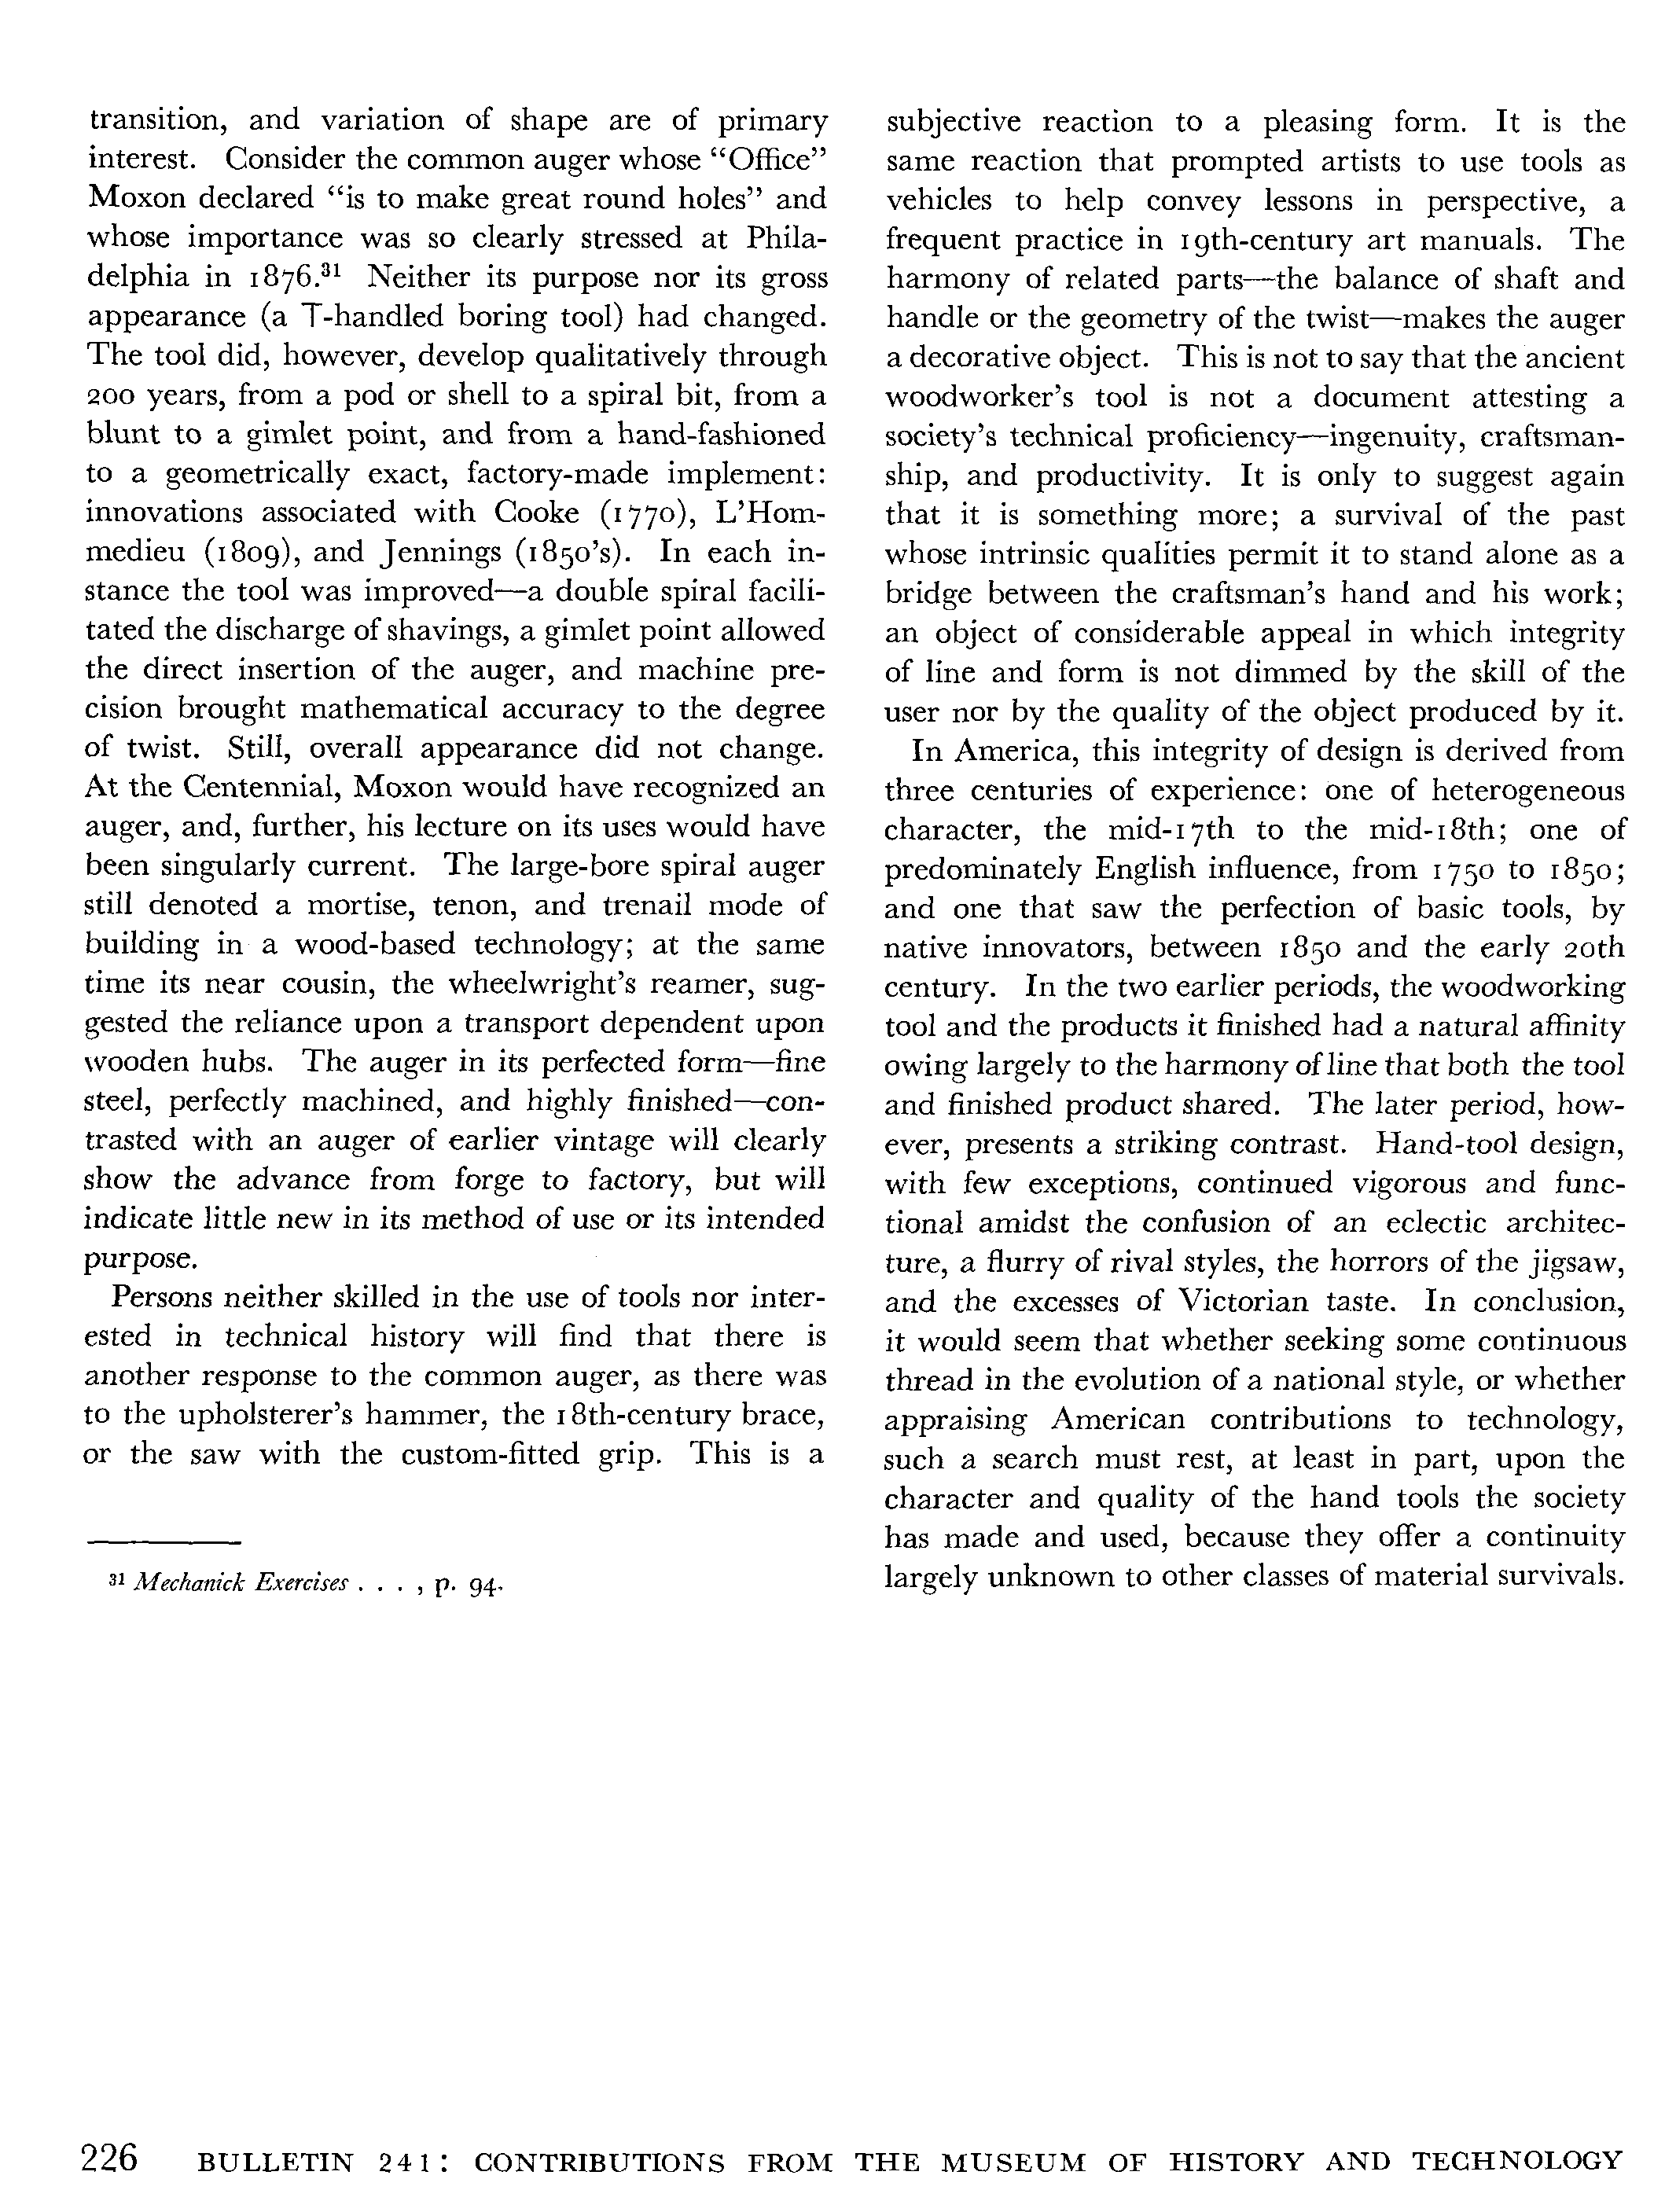 transition, and variation of shape are of primary
interest. Consider the common auger whose “Office”
Moxon declared “is to make great round holes” and
whose importance was so clearly stressed at Phila-
delphia in 1876.³¹ Neither its purpose nor its gross
appearance (a T-handled boring tool) had changed.
The tool did, however, develop qualitatively through
200 years, from a pod or shell to a spiral bit, from a
blunt to a gimlet point, and from a hand-fashioned
to a geometrically exact, factory-made implement:
innovations associated with Cooke (1770), L’Hom-
medieu (1809), and Jennings (1850’s). In each in-
stance the tool was improved—a double spiral facili-
tated the discharge of shavings, a gimlet point allowed
the direct insertion of the auger, and machine pre-
cision brought mathematical accuracy to the degree
of twist. Still, overall appearance did not change.
At the Centennial, Moxon would have recognized an
auger, and, further, his lecture on its uses would have
been singularly current. The large-bore spiral auger
still denoted a mortise, tenon, and trenail mode of
building in a wood-based technology; at the same
time its near cousin, the wheelwright’s reamer, sug-
gested the reliance upon a transport dependent upon
wooden hubs. The auger in its perfected form—fine
steel, perfectly machined, and highly finished—con-
trasted with an auger of earlier vintage will clearly
show the advance from forge to factory, but will
indicate little new in its method of use or its intended
purpose.
Persons neither skilled in the use of tools nor inter-
ested in technical history will find that there is
another response to the common auger, as there was
to the upholsterer’s hammer, the 18th-century brace,
or the saw with the custom-fitted grip. This is a
³¹ Mechanick Exercises . . . , p. 94.
subjective reaction to a pleasing form. It is the
same reaction that prompted artists to use tools as
vehicles to help convey lessons in perspective, a
frequent practice in 19th-century art manuals. The
harmony of related parts—the balance of shaft and
handle or the geometry of the twist—makes the auger
a decorative object. This is not to say that the ancient
woodworker’s tool is not a document attesting a
society’s technical proficiency—ingenuity, craftsman-
ship, and productivity. It is only to suggest again
that it is something more; a survival of the past
whose intrinsic qualities permit it to stand alone as a
bridge between the craftsman’s hand and his work;
an object of considerable appeal in which integrity
of line and form is not dimmed by the skill of the
user nor by the quality of the object produced by it.
In America, this integrity of design is derived from
three centuries of experience: one of heterogeneous
character, the mid-17th to the mid-18th; one of
predominately English influence, from 1750 to 1850;
and one that saw the perfection of basic tools, by
native innovators, between 1850 and the early 20th
century. In the two earlier periods, the woodworking
tool and the products it finished had a natural affinity
owing largely to the harmony of line that both the tool
and finished product shared. The later period, how-
ever, presents a striking contrast. Hand-tool design,
with few exceptions, continued vigorous and func-
tional amidst the confusion of an eclectic architec-
ture, a flurry of rival styles, the horrors of the jigsaw,
and the excesses of Victorian taste. In conclusion,
it would seem that whether seeking some continuous
thread in the evolution of a national style, or whether
appraising American contributions to technology,
such a search must rest, at least in part, upon the
character and quality of the hand tools the society
has made and used, because they offer a continuity
largely unknown to other classes of material survivals.
226 BULLETIN 241: CONTRIBUTIONS FROM THE MUSEUM OF HISTORY AND TECHNOLOGY